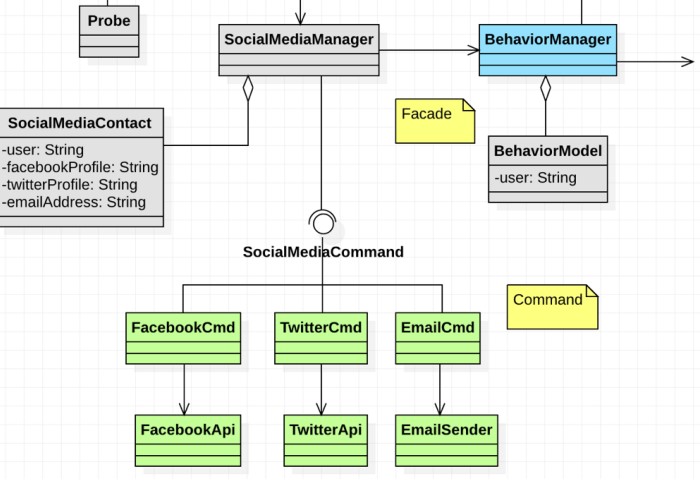 Probe
SocialMediaManager
BehaviorManager
SocialMediaContact
-user: String
-facebookProfile: String
-twitterProfile: String
-emailAddress: String
Facade
BehaviorModel
-user: String
SocialMediaCommand
Command
FacebookCmd
TwitterCmd
EmailCmd
FacebookApi
TwitterApi
EmailSender